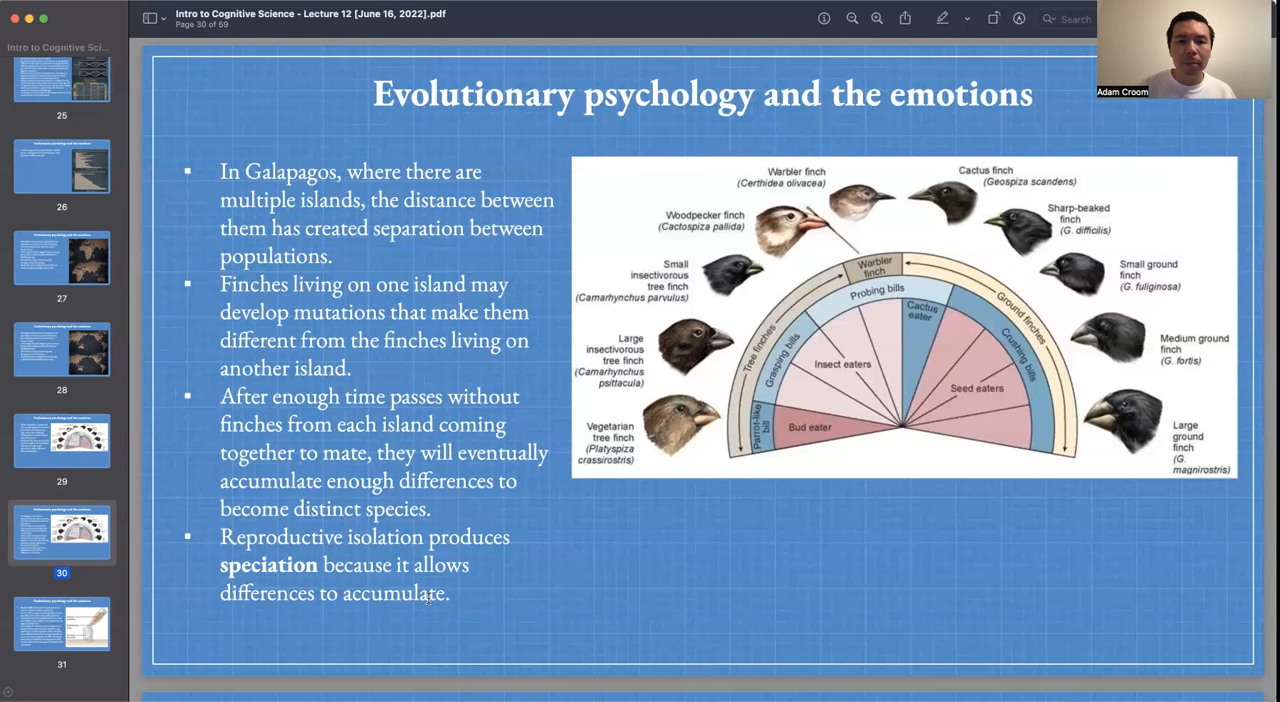 Intro to Cognitive Science - Lecture 12 [June 16, 2022].pdf
Page 30 of 59
Search
Intro to Cognitive Sci...
25
26
27
28
29
30
31
Adam Croom
Evolutionary psychology and the emotions
In Galapagos, where there are
multiple islands, the distance between
them has created separation between
populations.
Finches living on one island may
develop mutations that make them
different from the finches living on
another island.
After enough time passes without
finches from each island coming
together to mate, they will eventually
accumulate enough differences to
become distinct species.
Reproductive isolation produces
speciation because it allows
differences to accumulate.
Warbler finch
(Certhidea olivacea)
Cactus finch
(Geospiza scandens)
Woodpecker finch
(Cactospiza pallida)
Sharp-beaked
finch
(G. difficilis)
Small
insectivorous
tree finch
(Camarhynchus parvulus)
Small ground
finch
(G. fuliginosa)
Large
insectivorous
tree finch
(Camarhynchus
psittacula)
Medium ground
finch
(G. fortis)
Vegetarian
tree finch
(Platyspiza
crassirostris)
Large
ground
finch
(G.
magnirostris)
Warbler
finch
Probing bills
Cactus
eater
Tree finches
Grasping bills
Parrot-like
bill
Ground finches
Crushing bills
Insect eaters
Seed eaters
Bud eater